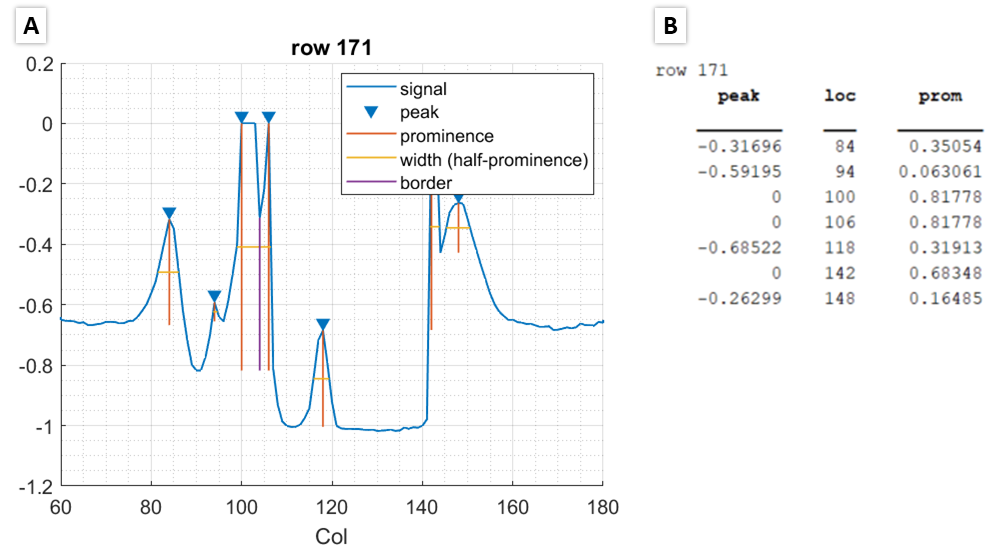 A
row 171
0.2
0
-0.2
-0.4
-0.6
-0.8
-1
-1.2
60 80 100 120 140 160 180
Col
signal
peak
prominence
width (half-prominence)
border
B
row 171
peak loc prom
-0.31696 84 0.35054
-0.59195 94 0.063061
0 100 0.81778
0 106 0.81778
-0.68522 118 0.31913
0 142 0.68348
-0.26299 148 0.16485